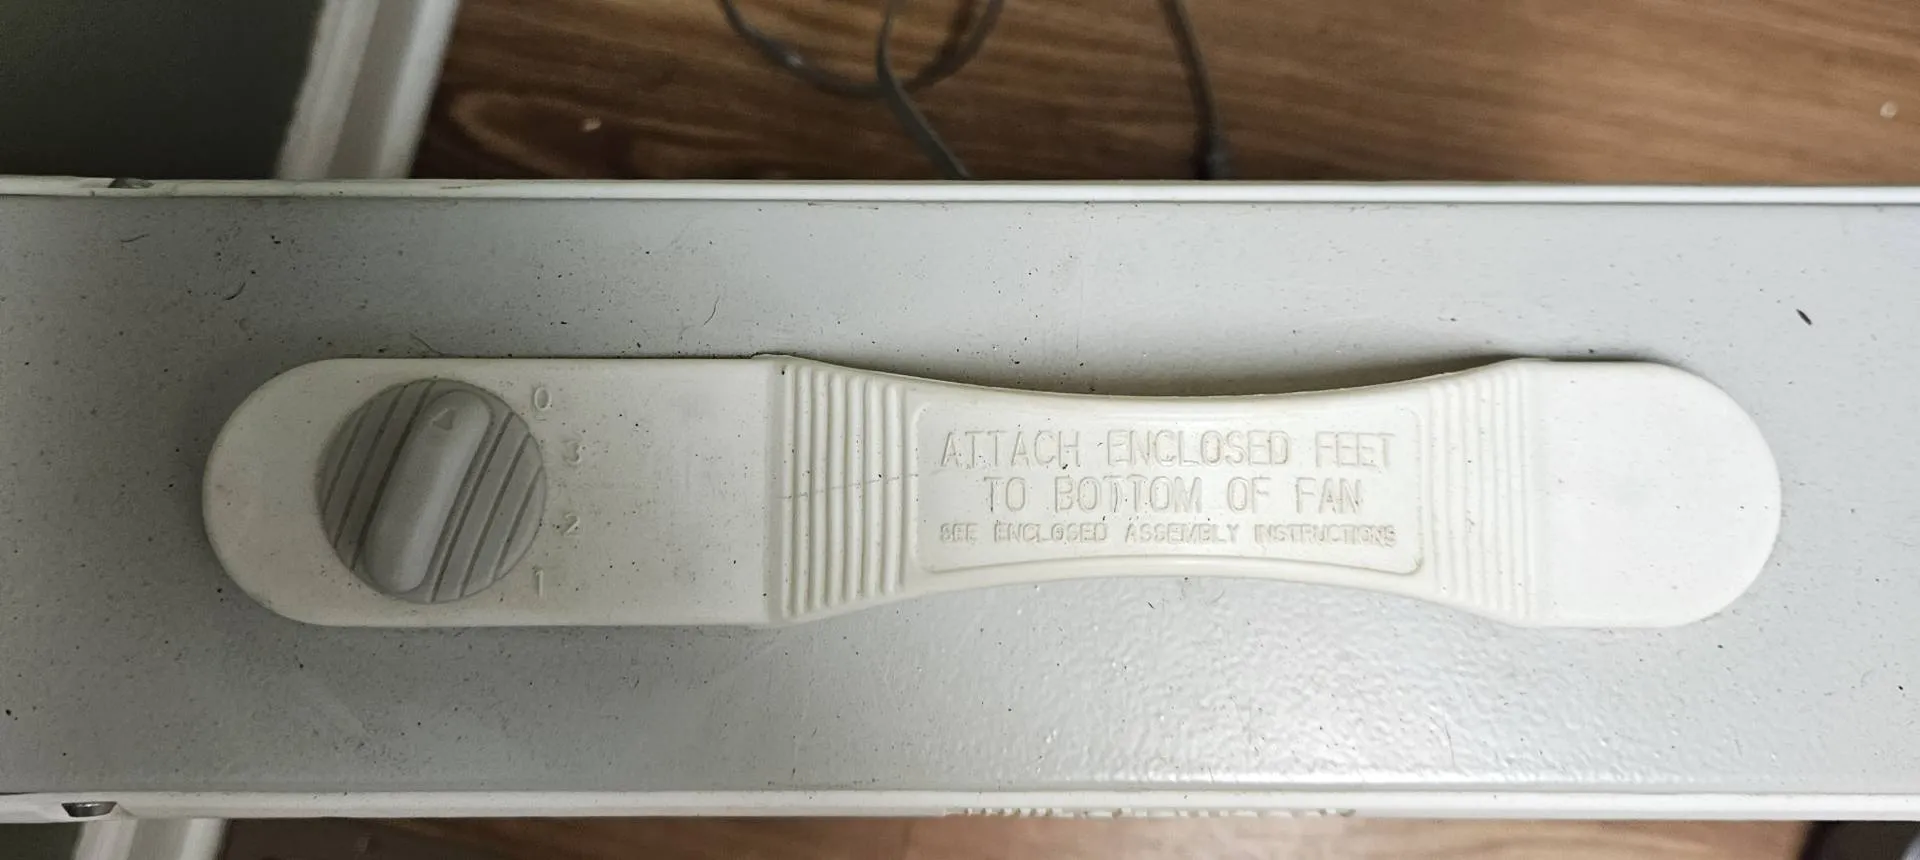 0
3
2
1
ATTACH ENCLOSED FEET
TO BOTTOM OF FAN
SEE ENCLOSED ASSEMBLY INSTRUCTIONS